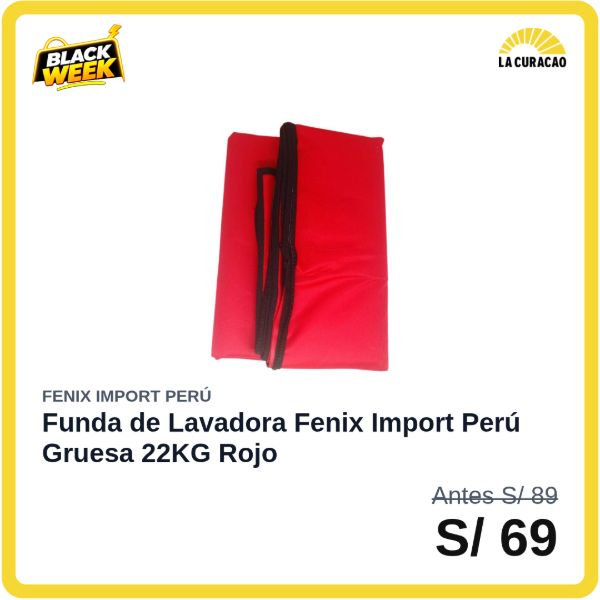 BLACK
WEEK
LA CURACAO
FENIX IMPORT PERÚ
Funda de Lavadora Fenix Import Perú
Gruesa 22KG Rojo
Antes S/ 89
S/ 69